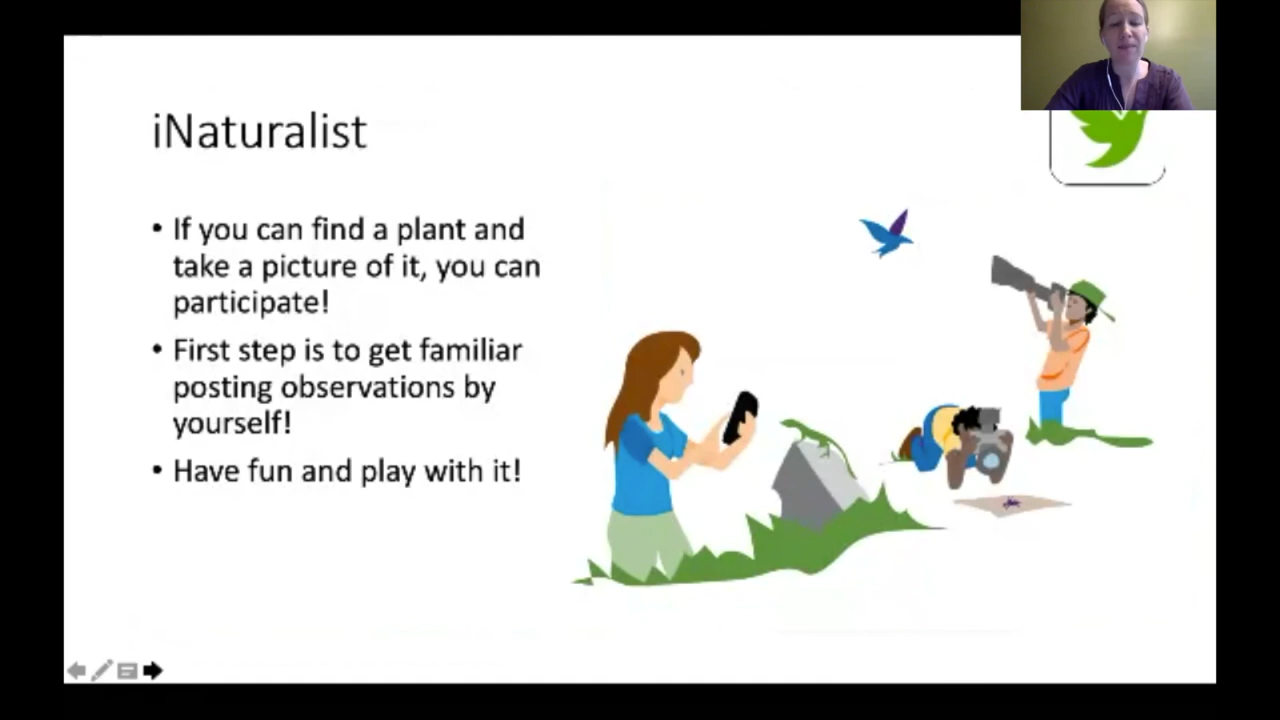 iNaturalist
• If you can find a plant and
take a picture of it, you can
participate!
• First step is to get familiar
posting observations by
yourself!
• Have fun and play with it!